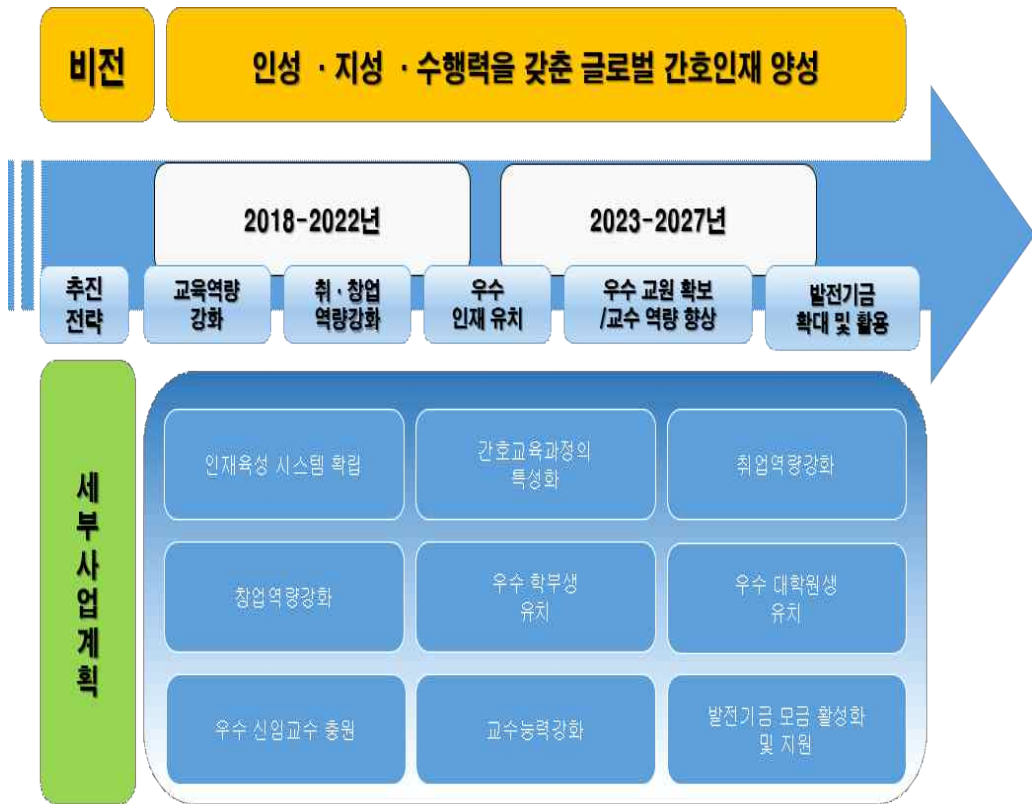 비전
인성 · 지성 · 수행력을 갖춘 글로벌 간호인재 양성
2018-2022년
2023-2027년
추진
전략
교육역량
강화
취 · 창업
역량강화
우수
인재 유치
우수 교원 확보
/교수 역량 향상
발전기금
확대 및 활용
세
부
사
업
계
획
인재육성 시스템 확립
간호교육과정의
특성화
취업역량강화
창업역량강화
우수 학부생
유치
우수 대학원생
유치
우수 신임교수 충원
교수능력강화
발전기금 모금 활성화
및 지원